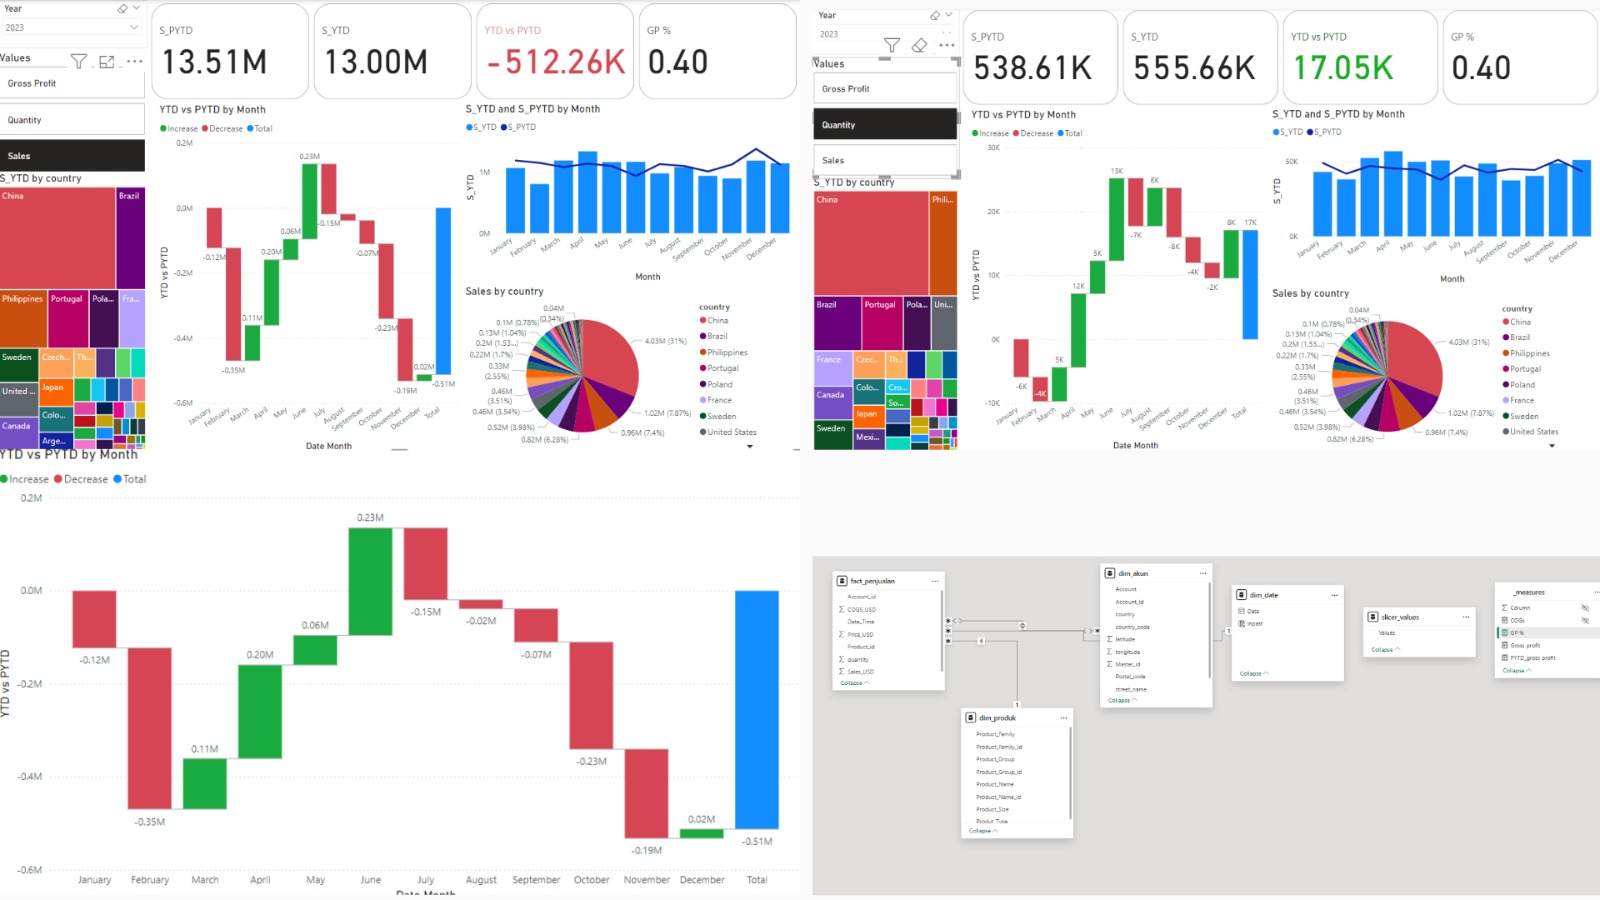 Year
2023
Values
Gross Profit
Quantity
Sales
S_PYTD
13.51M
S_YTD
13.00M
YTD vs PYTD
-512.26K
GP %
0.40
YTD vs PYTD by Month
Increase Decrease Total
0.2M
0.0M
-0.2M
-0.4M
-0.6M
YTD vs PYTD
-0.12M
-0.35M
0.11M
0.20M
0.06M
0.23M
-0.15M
-0.07M
-0.23M
-0.19M
0.02M
-0.51M
January
February
March
April
May
June
July
August
September
October
November
December
Total
Date Month
S_YTD and S_PYTD by Month
S_YTD S_PYTD
1M
0M
S_YTD
January
February
March
April
May
June
July
August
September
October
November
December
Month
S_YTD by country
China
Brazil
Philippines
Portugal
Pola...
Fra...
Sweden
Czech...
Th...
United ...
Japan
Colo...
Canada
Arge...
Sales by country
0.04M
(0.34%)
0.1M (0.78%)
0.13M (1.04%)
0.2M (1.53...)
0.22M (1.7%)
0.33M
(2.55%)
0.46M
(3.51%)
0.46M (3.54%)
0.52M (3.98%)
0.82M (6.28%)
0.96M (7.4%)
1.02M (7.87%)
4.03M (31%)
country
China
Brazil
Philippines
Portugal
Poland
France
Sweden
United States
Year
2023
Values
Gross Profit
Quantity
Sales
S_PYTD
538.61K
S_YTD
555.66K
YTD vs PYTD
17.05K
GP %
0.40
YTD vs PYTD by Month
Increase Decrease Total
30K
20K
10K
0K
-10K
YTD vs PYTD
-6K
-4K
5K
12K
5K
13K
-7K
6K
-8K
-4K
-2K
8K
17K
January
February
March
April
May
June
July
August
September
October
November
December
Total
Date Month
S_YTD and S_PYTD by Month
S_YTD S_PYTD
50K
0K
S_YTD
January
February
March
April
May
June
July
August
September
October
November
December
Month
S_YTD by country
China
Phili...
Brazil
Portugal
Pola...
Uni...
France
Czec...
Th...
Canada
Colo...
Cro...
So...
Japan
Sweden
Mexi...
Sales by country
0.04M
(0.34%)
0.1M (0.78%)
0.13M (1.04%)
0.2M (1.53...)
0.22M (1.7%)
0.33M
(2.55%)
0.46M
(3.51%)
0.46M (3.54%)
0.52M (3.98%)
0.82M (6.28%)
0.96M (7.4%)
1.02M (7.87%)
4.03M (31%)
country
China
Brazil
Philippines
Portugal
Poland
France
Sweden
United States
YTD vs PYTD by Month
Increase Decrease Total
0.2M
0.0M
-0.2M
-0.4M
-0.6M
YTD vs PYTD
-0.12M
-0.35M
0.11M
0.20M
0.06M
0.23M
-0.15M
-0.02M
-0.07M
-0.23M
-0.19M
0.02M
-0.51M
January February March April May June July August September October November December Total
Date Month
fact_penjualan
Account_id
COGS_USD
Date_Time
Price_USD
Product_id
quantity
Sales_USD
Collapse
dim_akun
Account
Account_id
country
country_code
latitude
longitude
Master_id
Postal_code
street_name
Collapse
dim_date
Date
Inpast
Collapse
slicer_values
Values
Collapse
_measures
Column
COGs
GP %
Gross profit
PYTD_gross profit
Collapse
dim_produk
Product_Family
Product_Family_Id
Product_Group
Product_Group_id
Product_Name
Product_Name_id
Product_Size
Produt_Type
Collapse
1
1